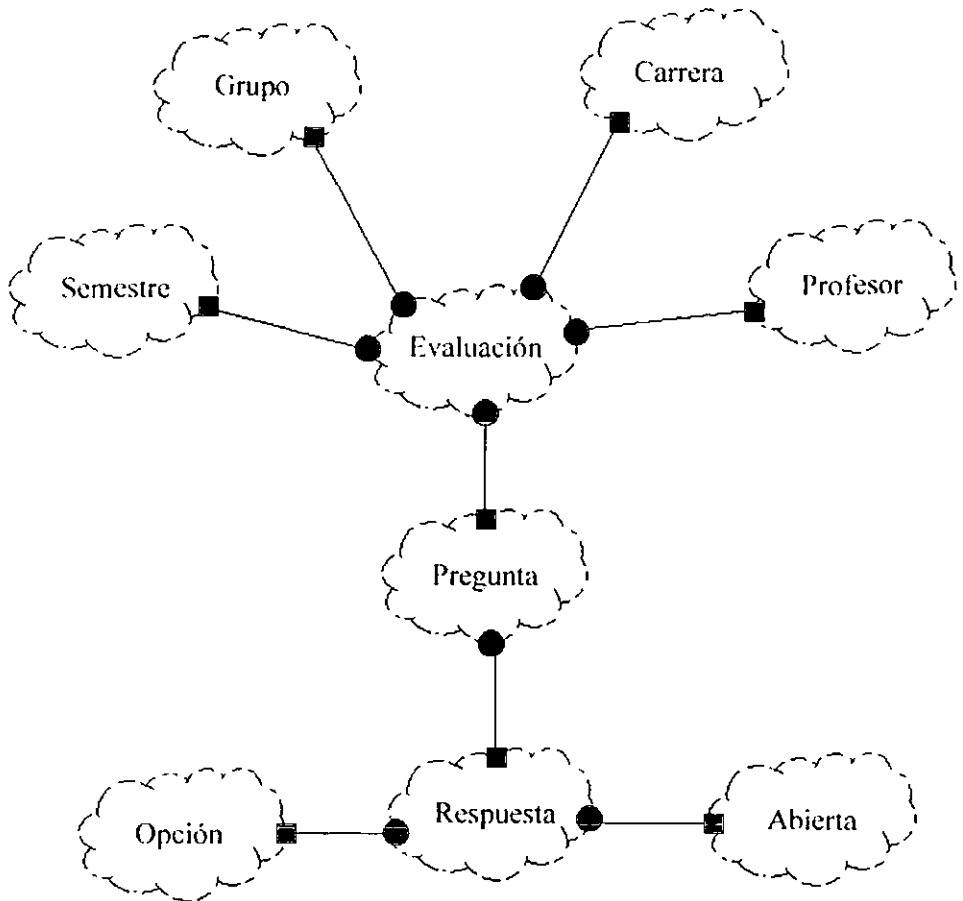 Grupo
Carrera
Semestre
Profesor
Evaluación
Pregunta
Opción
Respuesta
Abierta